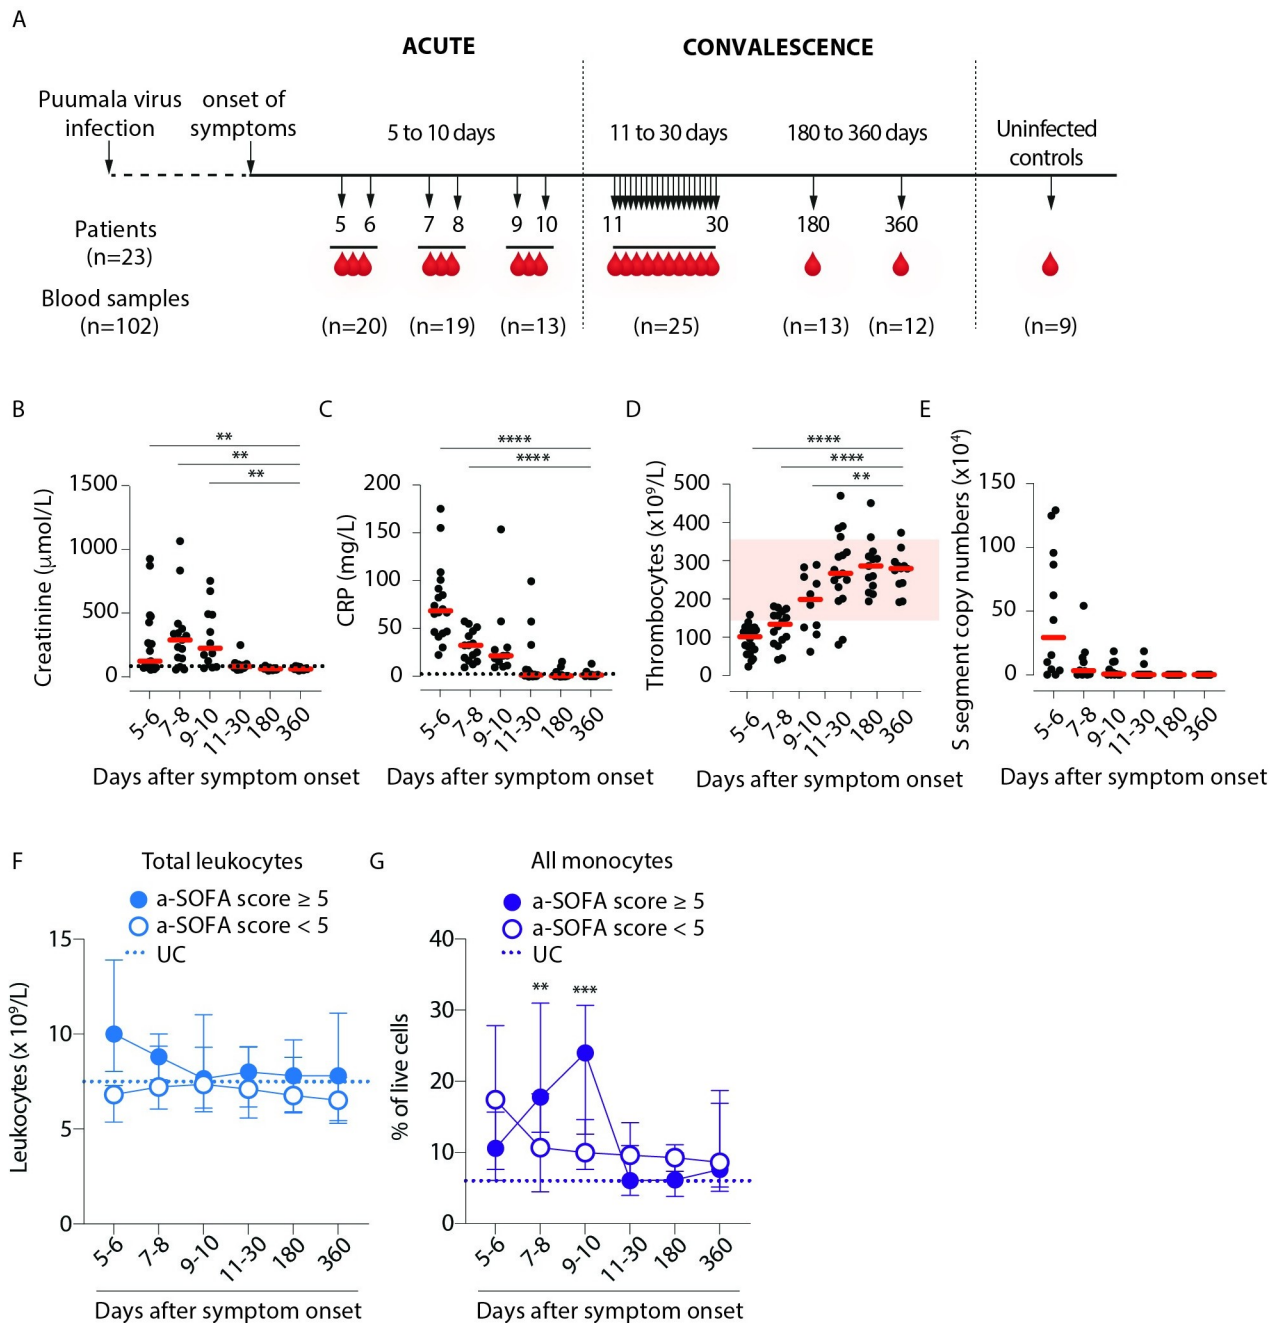 A
ACUTE
CONVALESCENCE
Puumala virus
infection
onset of
symptoms
5 to 10 days
11 to 30 days
180 to 360 days
Uninfected
controls
5 6 7 8 9 10 11 30 180 360
Patients
(n=23)
Blood samples
(n=102)
(n=20) (n=19) (n=13) (n=25) (n=13) (n=12) (n=9)
B
**
**
**
Creatinine (µmol/L)
1500
1000
500
0
5-6 7-8 9-10 11-30 180 360
Days after symptom onset
C
****
****
CRP (mg/L)
200
150
100
50
0
5-6 7-8 9-10 11-30 180 360
Days after symptom onset
D
****
****
**
Thrombocytes (x10⁹/L)
500
400
300
200
100
0
5-6 7-8 9-10 11-30 180 360
Days after symptom onset
E
S segment copy numbers (x10⁴)
150
100
50
0
5-6 7-8 9-10 11-30 180 360
Days after symptom onset
F
Total leukocytes
a-SOFA score ≥ 5
a-SOFA score < 5
UC
Leukocytes (x 10⁹/L)
15
10
5
0
5-6 7-8 9-10 11-30 180 360
Days after symptom onset
G
All monocytes
a-SOFA score ≥ 5
a-SOFA score < 5
UC
** ***
% of live cells
40
30
20
10
0
5-6 7-8 9-10 11-30 180 360
Days after symptom onset